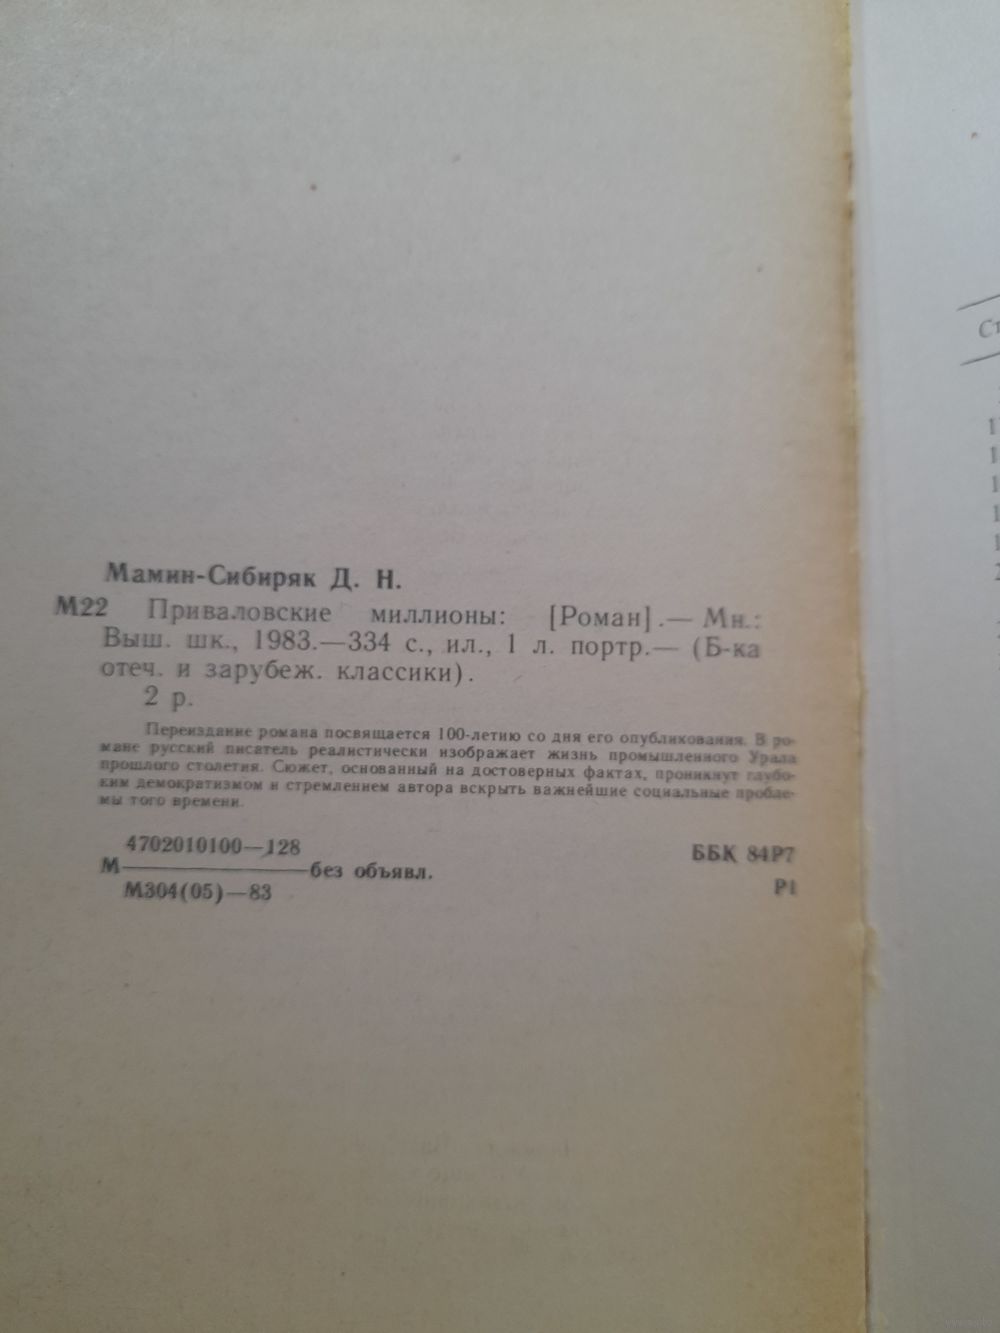 Мамин-Сибиряк Д. Н.
М22 Приваловские миллионы: [Роман].— Мн.:
Выш. шк., 1983.—334 с., ил., 1 л. портр.— (Б-ка
отеч. и зарубеж. классики).
2 р.
Переиздание романа посвящается 100-летию со дня его опубликования. В ро-
мане русский писатель реалистически изображает жизнь промышленного Урала
прошлого столетия. Сюжет, основанный на достоверных фактах, проникнут глубо-
ким демократизмом и стремлением автора вскрыть важнейшие социальные пробле-
мы того времени.
4702010100—128
М—без объявл.
М304(05)—83
ББК 84Р7
Р1